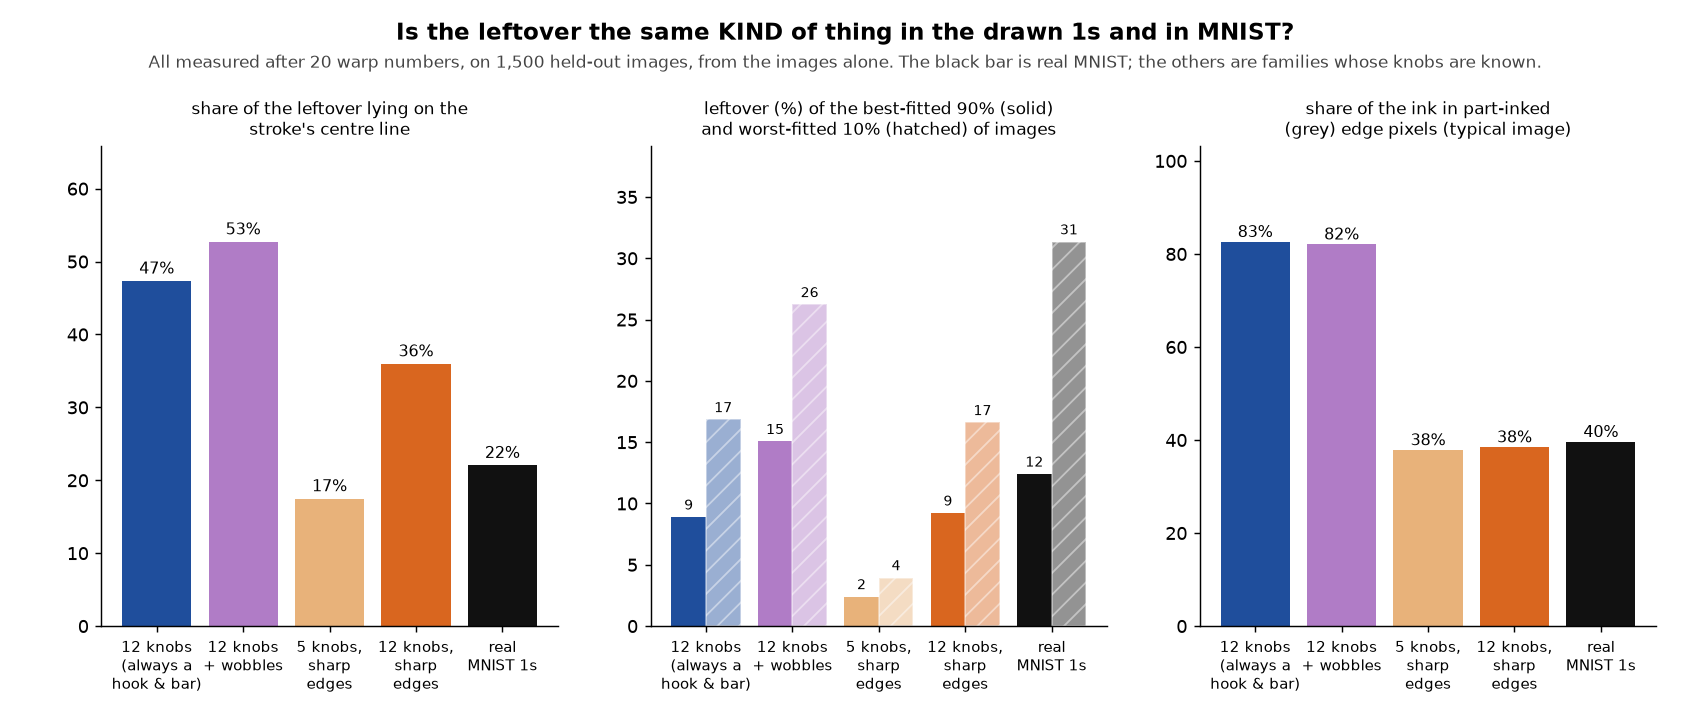 Is the leftover the same KIND of thing in the drawn 1s and in MNIST?
All measured after 20 warp numbers, on 1,500 held-out images, from the images alone. The black bar is real MNIST; the others are families whose knobs are known.
share of the leftover lying on the
stroke's centre line
60
50
40
30
20
10
0
47%
53%
17%
36%
22%
12 knobs
(always a
hook & bar)
12 knobs
+ wobbles
5 knobs,
sharp
edges
12 knobs,
sharp
edges
real
MNIST 1s
leftover (%) of the best-fitted 90% (solid)
and worst-fitted 10% (hatched) of images
35
30
25
20
15
10
5
0
9
17
15
26
2
4
9
17
12
31
12 knobs
(always a
hook & bar)
12 knobs
+ wobbles
5 knobs,
sharp
edges
12 knobs,
sharp
edges
real
MNIST 1s
share of the ink in part-inked
(grey) edge pixels (typical image)
100
80
60
40
20
0
83%
82%
38%
38%
40%
12 knobs
(always a
hook & bar)
12 knobs
+ wobbles
5 knobs,
sharp
edges
12 knobs,
sharp
edges
real
MNIST 1s